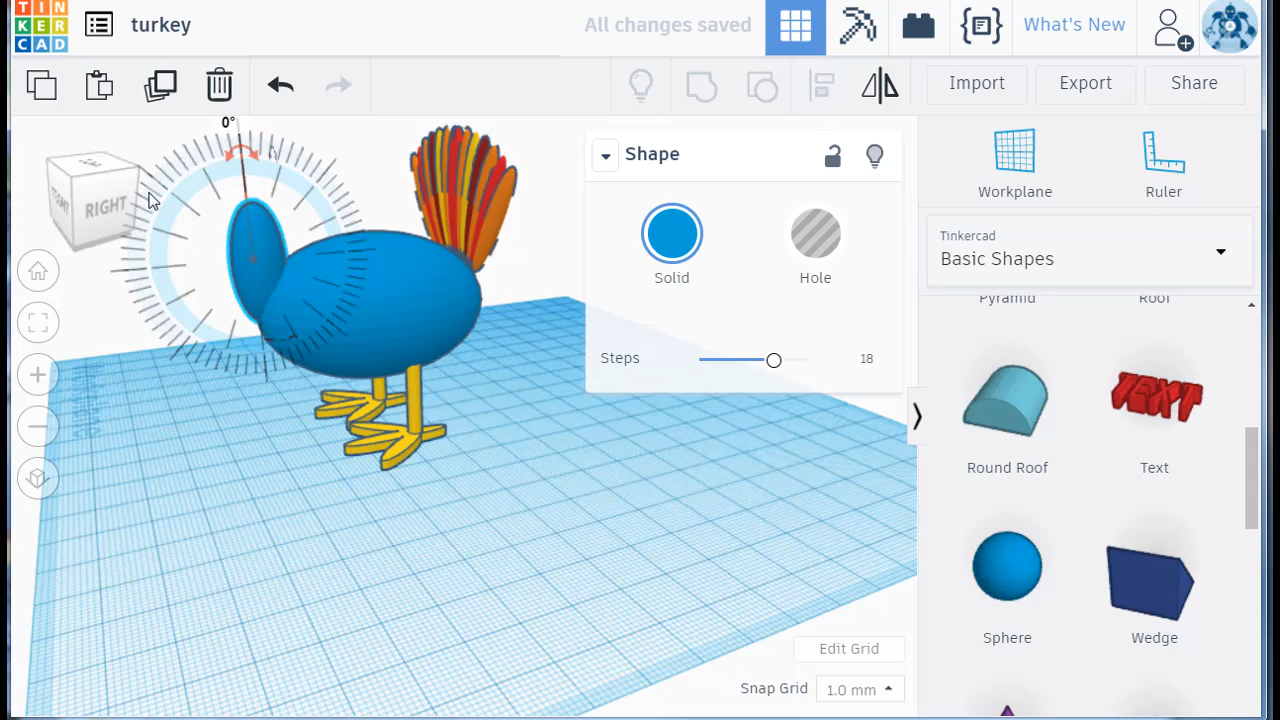 TIN
KER
CAD
turkey
All changes saved
What's New
Import
Export
Share
0°
RIGHT
Shape
Solid
Hole
Steps
18
Workplane
Ruler
Tinkercad
Basic Shapes
Pyramid
Roof
Round Roof
Text
TEXT
Sphere
Wedge
Edit Grid
Snap Grid
1.0 mm